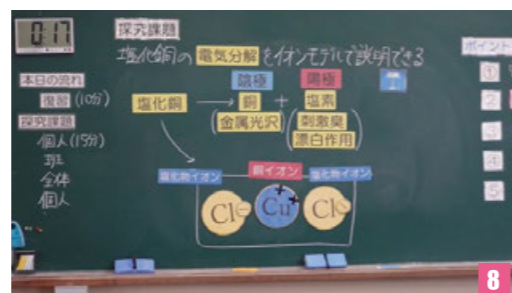 0:17
探究課題
塩化銅の電気分解をイオンモデルで説明できる
本日の流れ
復習(10分)
探究課題
個人(15分)
班
全体
個人
陰極 陽極
塩化銅 → 銅 + 塩素
(金属光沢) (刺激臭 漂白作用)
塩化物イオン 銅イオン 塩化物イオン
Cl− Cu++ Cl−
ポイント
①
②
③
④
⑤
8